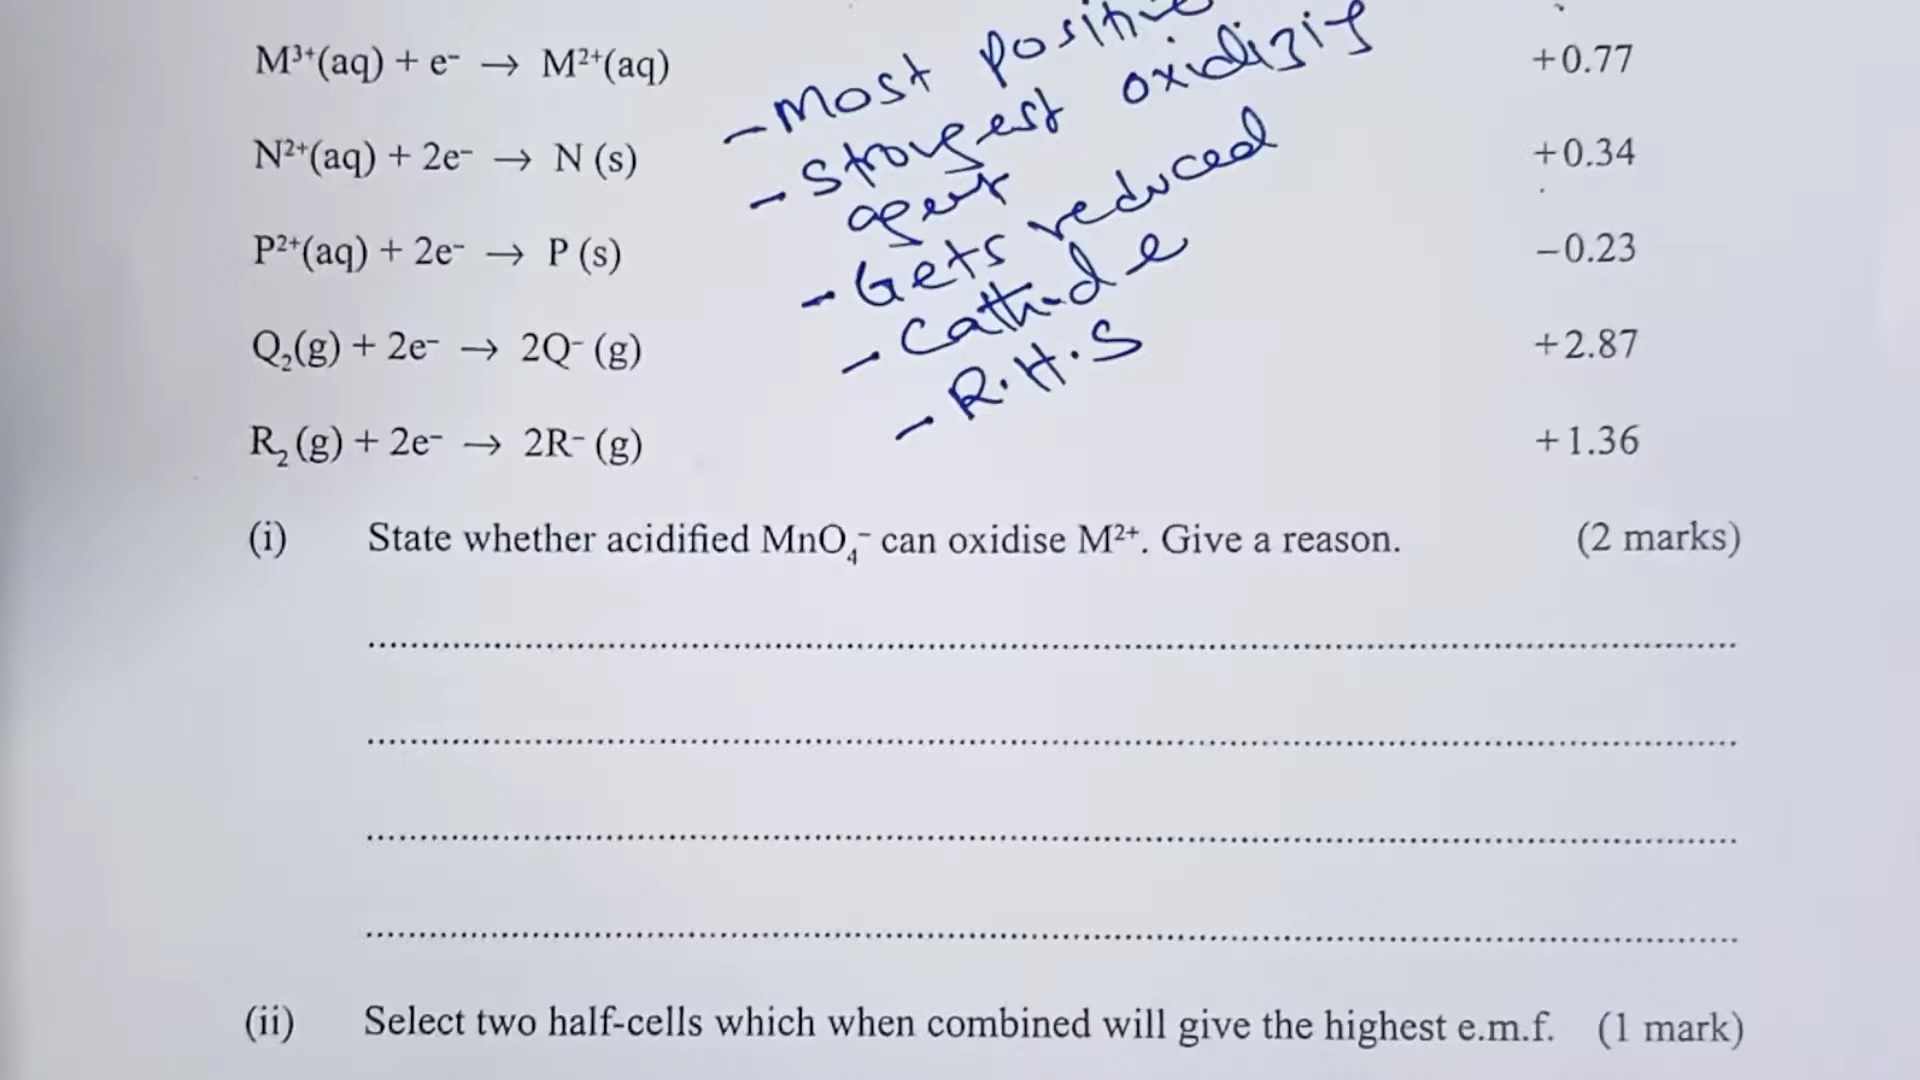 M³⁺(aq) + e⁻ → M²⁺(aq) +0.77
N²⁺(aq) + 2e⁻ → N (s) +0.34
P²⁺(aq) + 2e⁻ → P (s) −0.23
Q₂(g) + 2e⁻ → 2Q⁻ (g) +2.87
R₂ (g) + 2e⁻ → 2R⁻ (g) +1.36
- Most
- Strongest oxidizing
agent
- Gets reduced
- Cathode
- R.H.S
(i) State whether acidified MnO₄⁻ can oxidise M²⁺. Give a reason. (2 marks)
(ii) Select two half-cells which when combined will give the highest e.m.f. (1 mark)